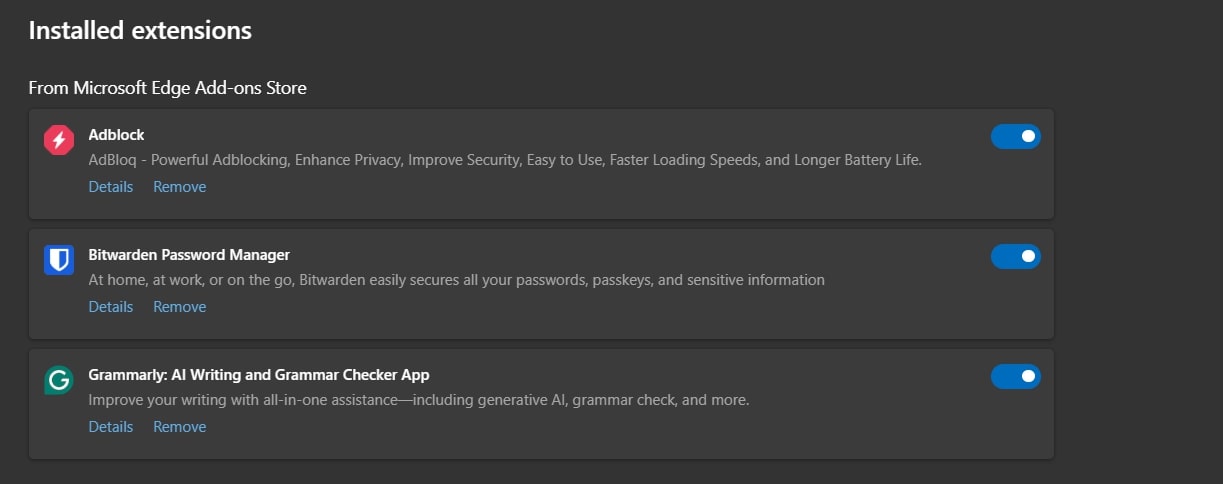 Installed extensions
From Microsoft Edge Add-ons Store
Adblock
AdBloq - Powerful Adblocking, Enhance Privacy, Improve Security, Easy to Use, Faster Loading Speeds, and Longer Battery Life.
Details Remove
Bitwarden Password Manager
At home, at work, or on the go, Bitwarden easily secures all your passwords, passkeys, and sensitive information
Details Remove
Grammarly: AI Writing and Grammar Checker App
Improve your writing with all-in-one assistance—including generative AI, grammar check, and more.
Details Remove